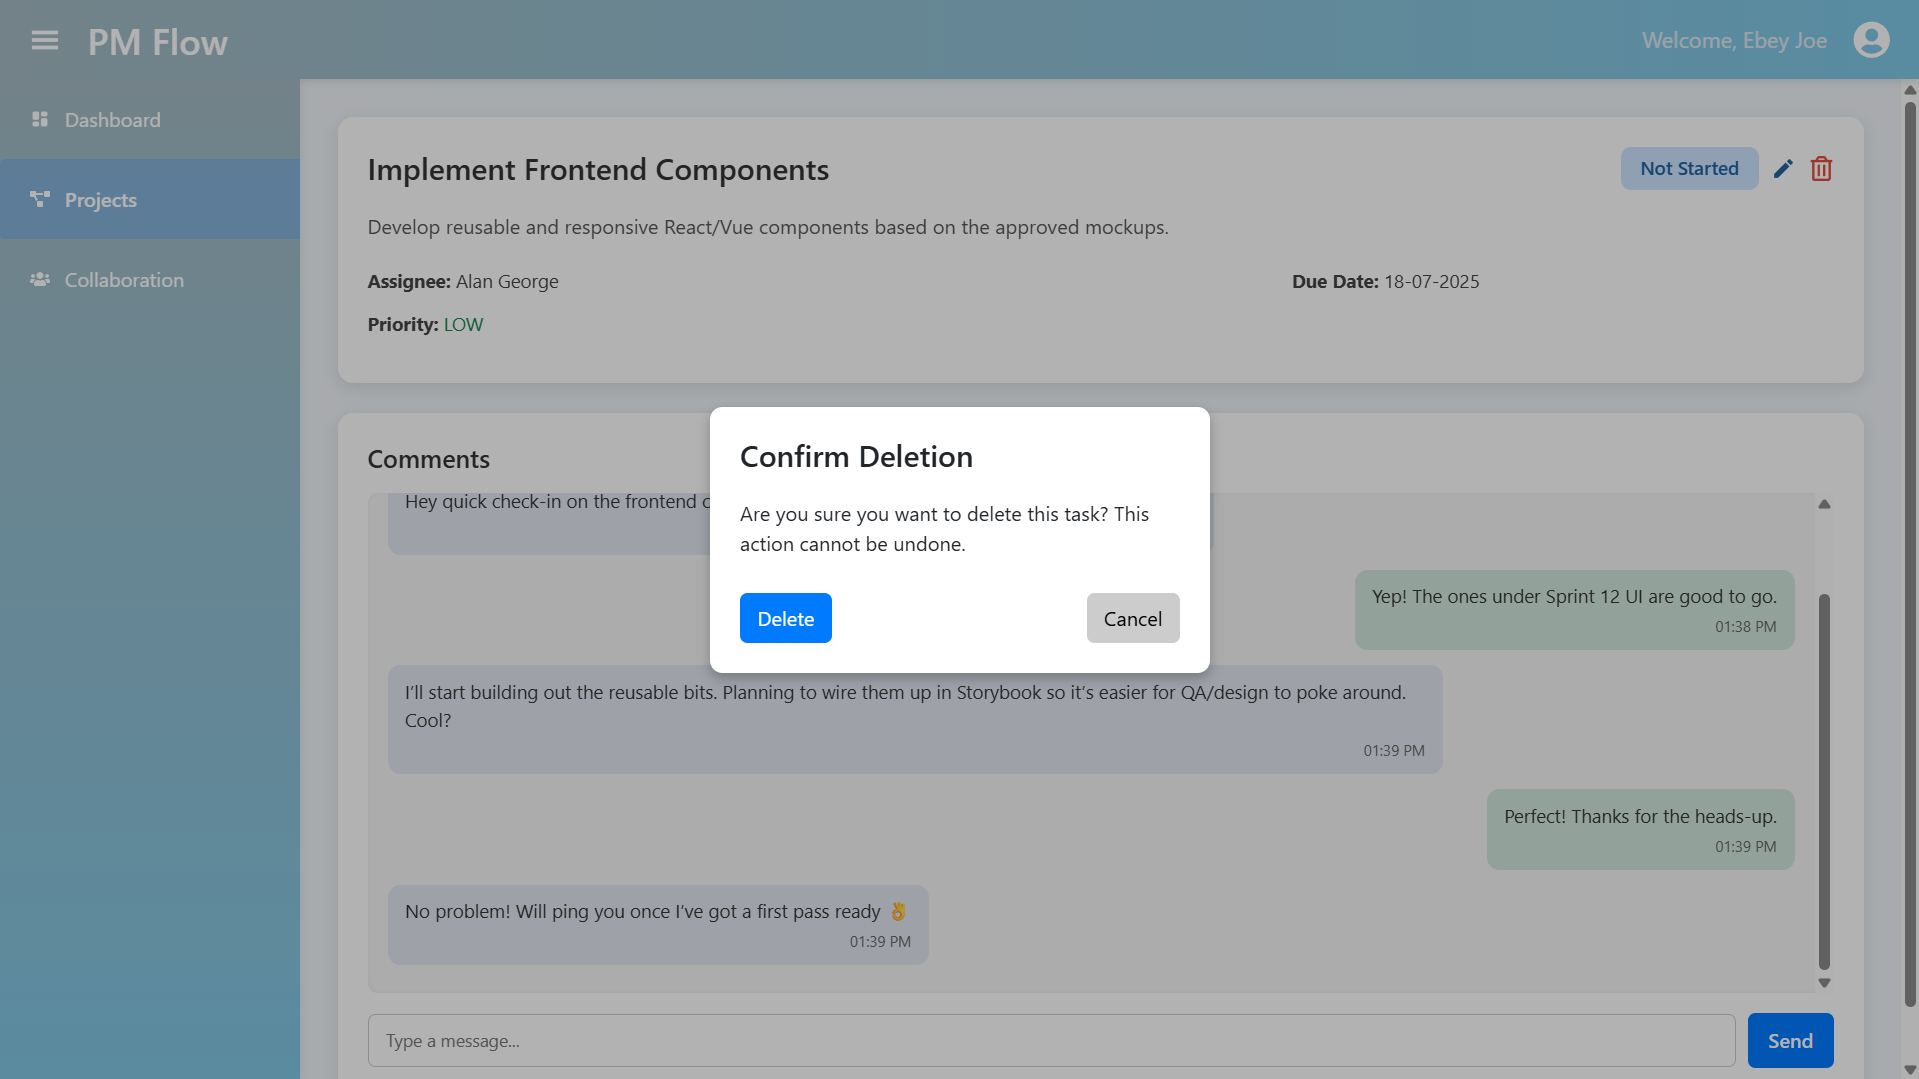 PM Flow
Welcome, Ebey Joe
Dashboard
Projects
Collaboration
Implement Frontend Components
Not Started
Develop reusable and responsive React/Vue components based on the approved mockups.
Assignee: Alan George
Due Date: 18-07-2025
Priority: LOW
Comments
Hey quick check-in on the frontend
Confirm Deletion
Are you sure you want to delete this task? This
action cannot be undone.
Delete
Cancel
Yep! The ones under Sprint 12 UI are good to go.
01:38 PM
I’ll start building out the reusable bits. Planning to wire them up in Storybook so it’s easier for QA/design to poke around.
Cool?
01:39 PM
Perfect! Thanks for the heads-up.
01:39 PM
No problem! Will ping you once I’ve got a first pass ready 👌
01:39 PM
Type a message...
Send